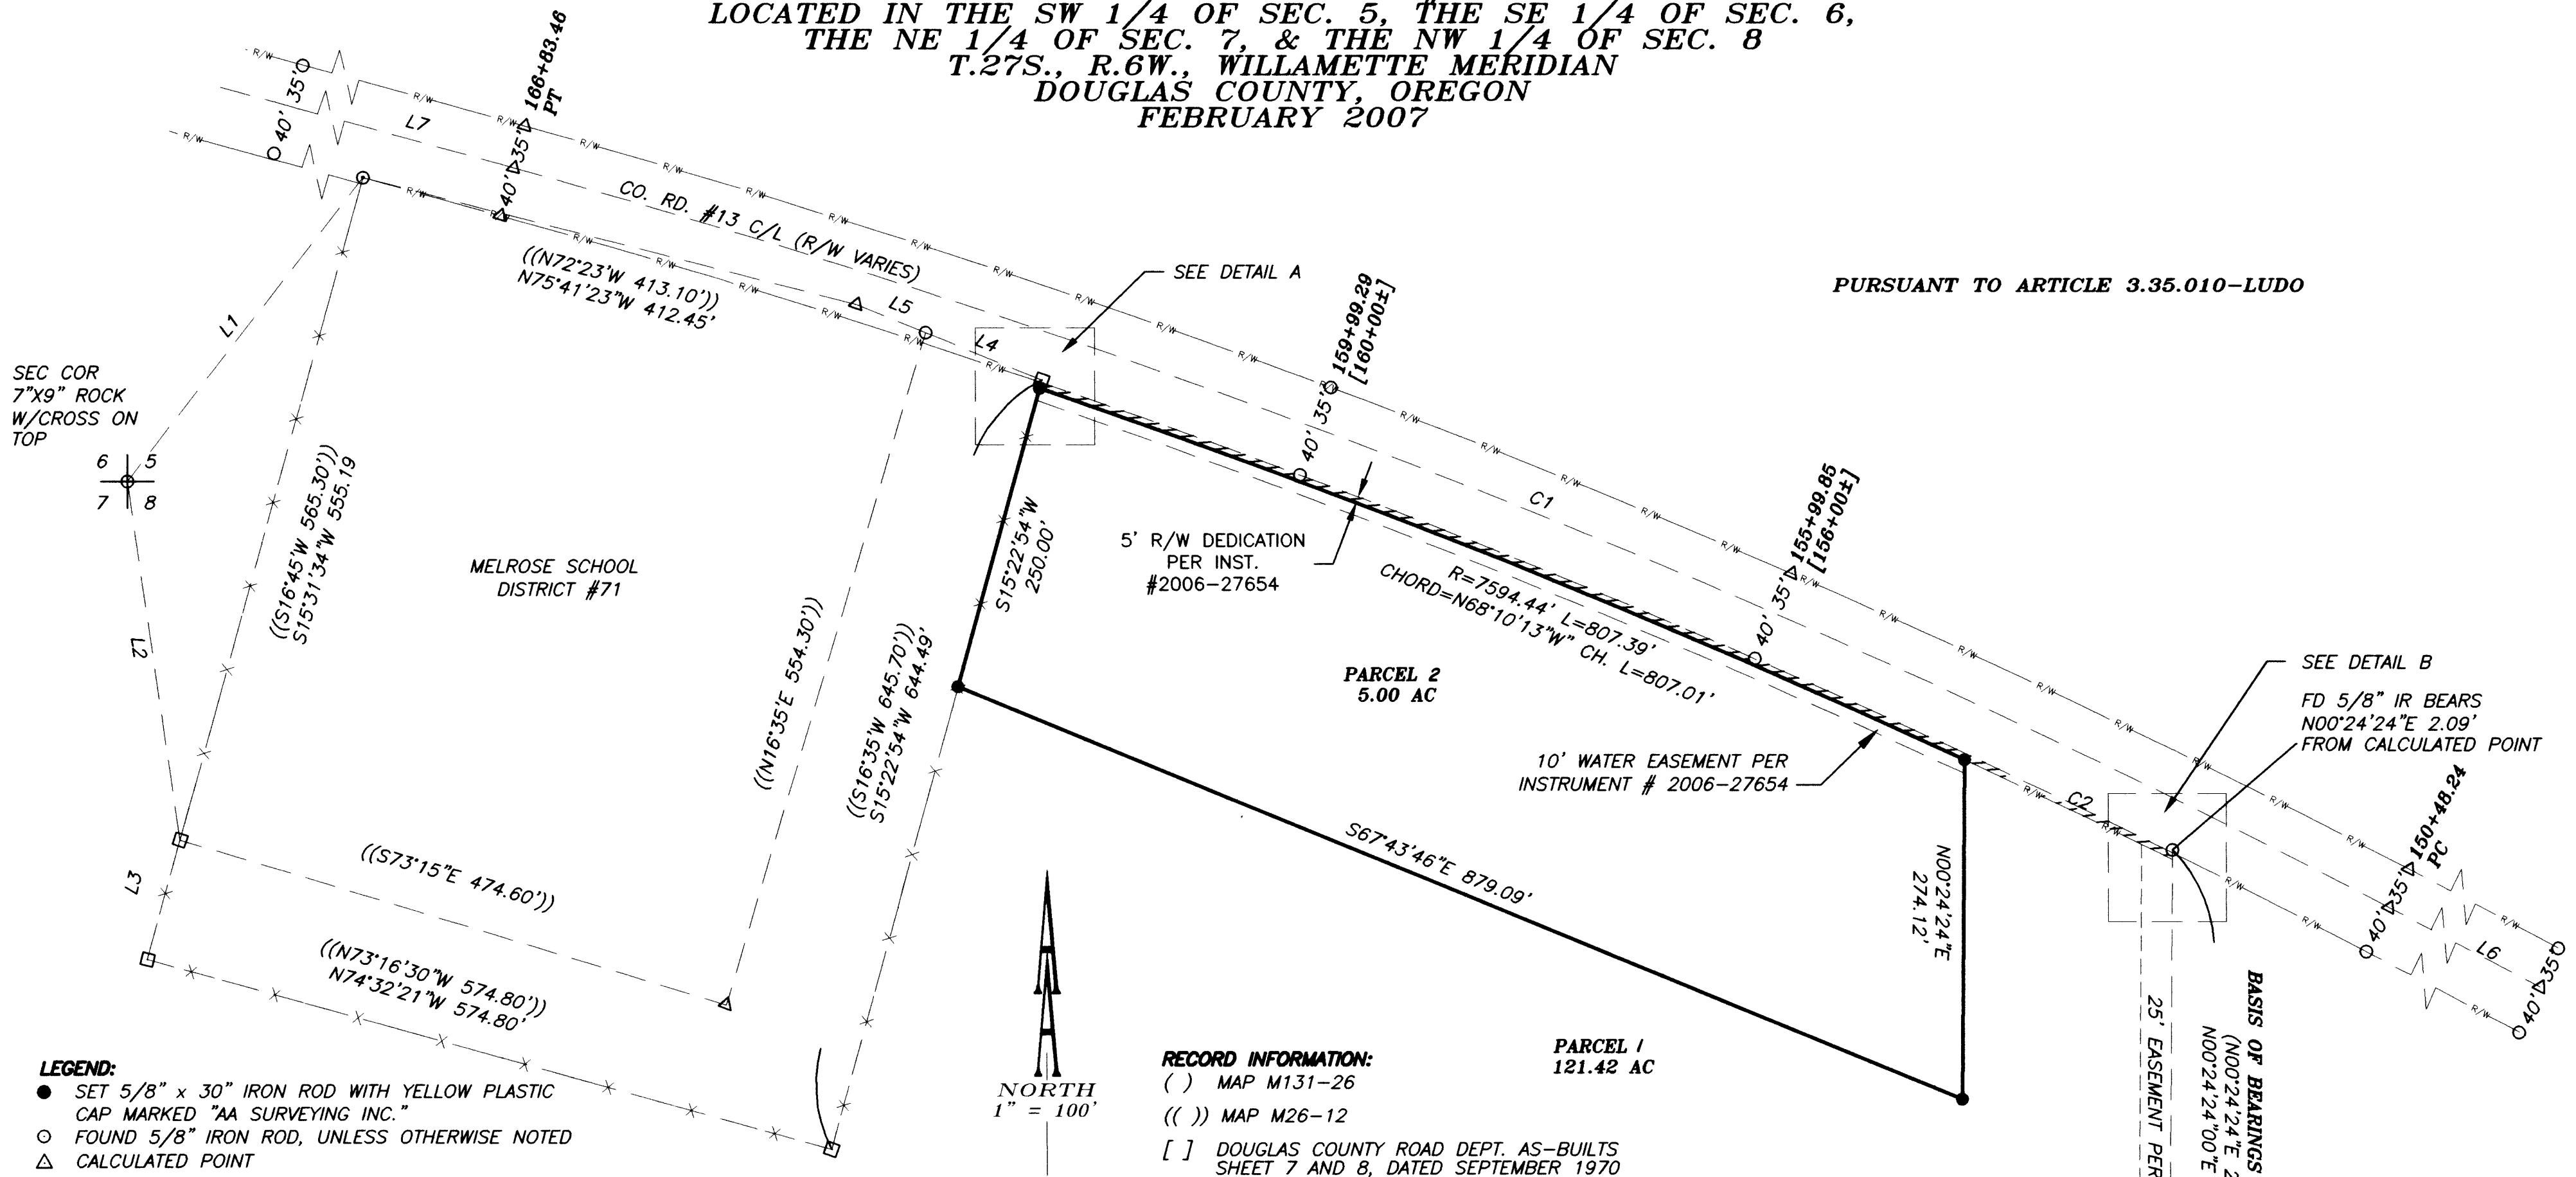 LOCATED IN THE SW 1/4 OF SEC. 5, THE SE 1/4 OF SEC. 6,
THE NE 1/4 OF SEC. 7, & THE NW 1/4 OF SEC. 8
T.27S., R.6W., WILLAMETTE MERIDIAN
DOUGLAS COUNTY, OREGON
FEBRUARY 2007
R/W
35'
40'
R/W
166+83.46
PT
35'
40'
L7
CO. RD. #13 C/L (R/W VARIES)
((N72°23'W 413.10'))
N75°41'23"W 412.45'
SEE DETAIL A
PURSUANT TO ARTICLE 3.35.010-LUDO
L1
L5
L4
159+99.29
[160+00±]
35'
40'
SEC COR
7"X9" ROCK
W/CROSS ON
TOP
6 5
7 8
((S16°45'W 565.30'))
S15°31'34"W 555.19
MELROSE SCHOOL
DISTRICT #71
S15°22'54"W
250.00'
5' R/W DEDICATION
PER INST.
#2006-27654
C1
155+99.85
[156+00±]
35'
40'
R=7594.44' L=807.39'
CHORD=N68°10'13"W" CH. L=807.01'
L2
((N16°35'E 554.30'))
((S16°35'W 645.70'))
S15°22'54"W 644.49'
PARCEL 2
5.00 AC
SEE DETAIL B
FD 5/8" IR BEARS
N00°24'24"E 2.09'
FROM CALCULATED POINT
10' WATER EASEMENT PER
INSTRUMENT # 2006-27654
C2
150+48.24
PC
35'
40'
L6
35'
40'
L3
((S73°15'E 474.60'))
S67°43'46"E 879.09'
N00°24'24"E
274.12'
((N73°16'30"W 574.80'))
N74°32'21"W 574.80'
BASIS OF BEARINGS
(N00°24'24"E 2
N00°24'24"00"E
25' EASEMENT PER
PARCEL 1
121.42 AC
NORTH
1" = 100'
LEGEND:
SET 5/8" x 30" IRON ROD WITH YELLOW PLASTIC
CAP MARKED "AA SURVEYING INC."
FOUND 5/8" IRON ROD, UNLESS OTHERWISE NOTED
CALCULATED POINT
RECORD INFORMATION:
( ) MAP M131-26
(( )) MAP M26-12
[ ] DOUGLAS COUNTY ROAD DEPT. AS-BUILTS
SHEET 7 AND 8, DATED SEPTEMBER 1970